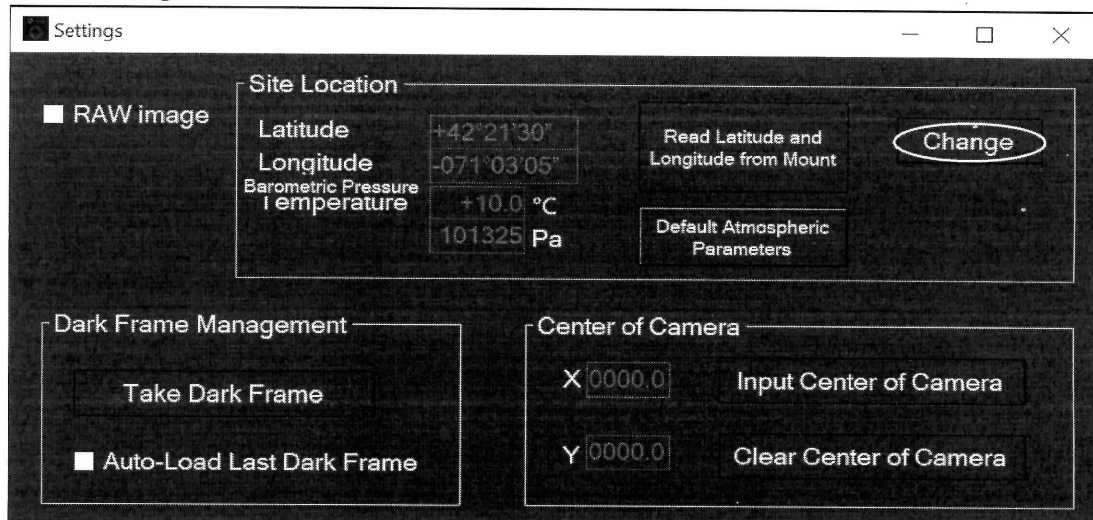 Settings
RAW image
Site Location
Latitude +42°21'30"
Longitude -071°03'05"
Barometric Pressure
Temperature +10.0 °C
101325 Pa
Read Latitude and
Longitude from Mount
Change
Default Atmospheric
Parameters
Dark Frame Management
Take Dark Frame
Auto-Load Last Dark Frame
Center of Camera
X 0000.0 Input Center of Camera
Y 0000.0 Clear Center of Camera